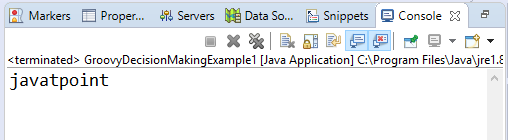 Markers Proper... Servers Data So... Snippets Console
<terminated> GroovyDecisionMakingExample1 [Java Application] C:\Program Files\Java\jre1.8
javatpoint